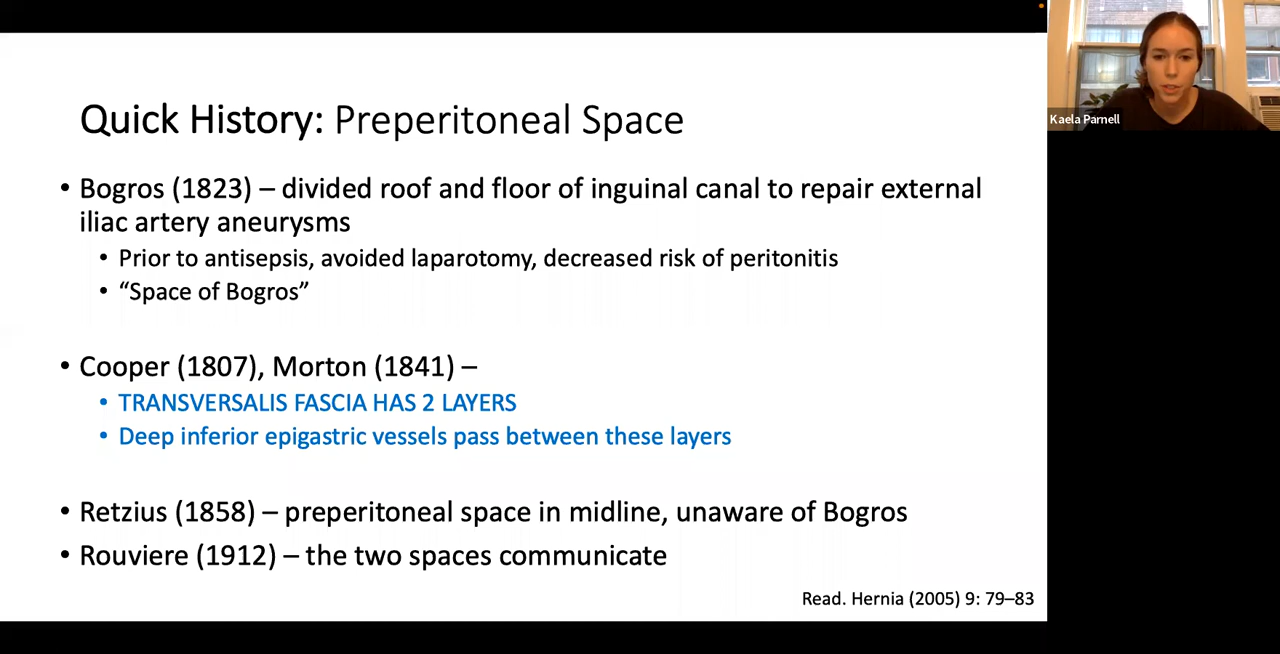 Quick History: Preperitoneal Space
• Bogros (1823) – divided roof and floor of inguinal canal to repair external
iliac artery aneurysms
• Prior to antisepsis, avoided laparotomy, decreased risk of peritonitis
• “Space of Bogros”
• Cooper (1807), Morton (1841) –
• TRANSVERSALIS FASCIA HAS 2 LAYERS
• Deep inferior epigastric vessels pass between these layers
• Retzius (1858) – preperitoneal space in midline, unaware of Bogros
• Rouviere (1912) – the two spaces communicate
Read. Hernia (2005) 9: 79–83
Kaela Parnell